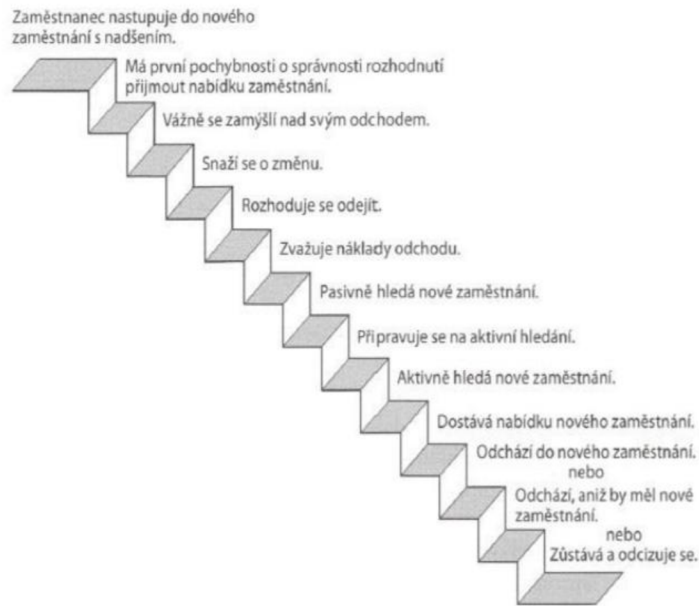 Zaměstnanec nastupuje do nového
zaměstnání s nadšením.
Má první pochybnosti o správnosti rozhodnutí
přijmout nabídku zaměstnání.
Vážně se zamýšlí nad svým odchodem.
Snaží se o změnu.
Rozhoduje se odejít.
Zvažuje náklady odchodu.
Pasivně hledá nové zaměstnání.
Připravuje se na aktivní hledání.
Aktivně hledá nové zaměstnání.
Dostává nabídku nového zaměstnání.
Odchází do nového zaměstnání.
nebo
Odchází, aniž by měl nové
zaměstnání.
nebo
Zůstává a odcizuje se.